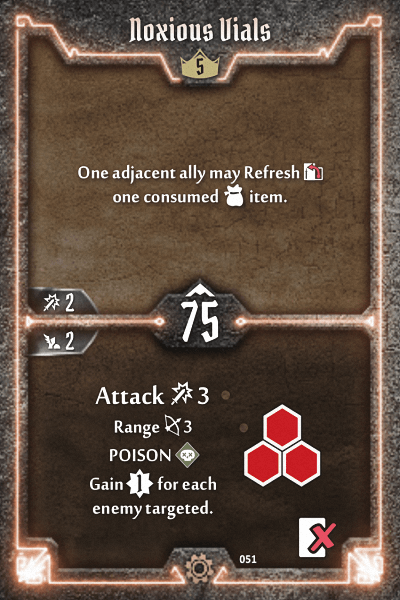 Noxious Vials
5
One adjacent ally may Refresh
one consumed item.
2
75
2
Attack 3
Range 3
POISON
Gain 1 for each
enemy targeted.
051